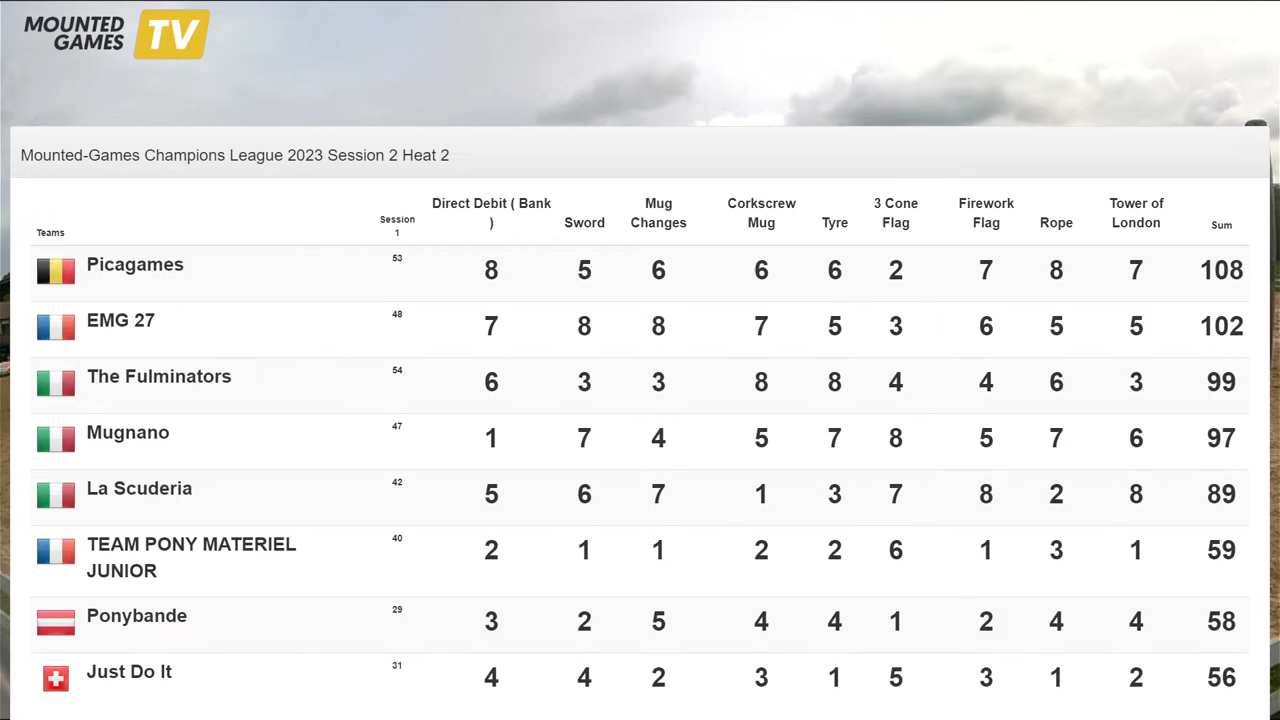 MOUNTED
GAMES
TV
Mounted-Games Champions League 2023 Session 2 Heat 2
Teams Session 1 Direct Debit ( Bank ) Sword Mug Changes Corkscrew Mug Tyre 3 Cone Flag Firework Flag Rope Tower of London Sum
Picagames 53 8 5 6 6 6 2 7 8 7 108
EMG 27 48 7 8 8 7 5 3 6 5 5 102
The Fulminators 54 6 3 3 8 8 4 4 6 3 99
Mugnano 47 1 7 4 5 7 8 5 7 6 97
La Scuderia 42 5 6 7 1 3 7 8 2 8 89
TEAM PONY MATERIEL JUNIOR 40 2 1 1 2 2 6 1 3 1 59
Ponybande 29 3 2 5 4 4 1 2 4 4 58
Just Do It 31 4 4 2 3 1 5 3 1 2 56